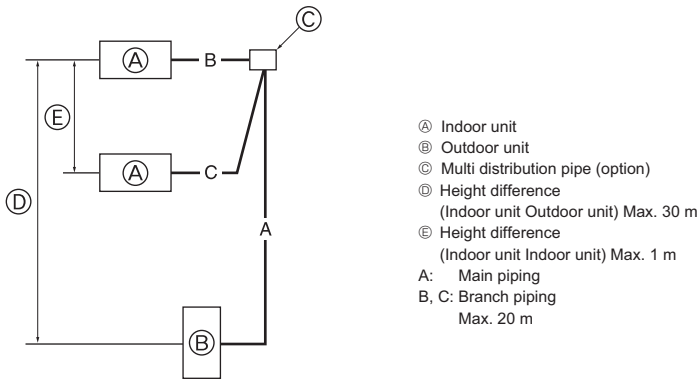 Ⓒ
Ⓐ B
Ⓔ
Ⓐ C
Ⓓ
A
Ⓑ
Ⓐ Indoor unit
Ⓑ Outdoor unit
Ⓒ Multi distribution pipe (option)
Ⓓ Height difference
(Indoor unit Outdoor unit) Max. 30 m
Ⓔ Height difference
(Indoor unit Indoor unit) Max. 1 m
A: Main piping
B, C: Branch piping
Max. 20 m